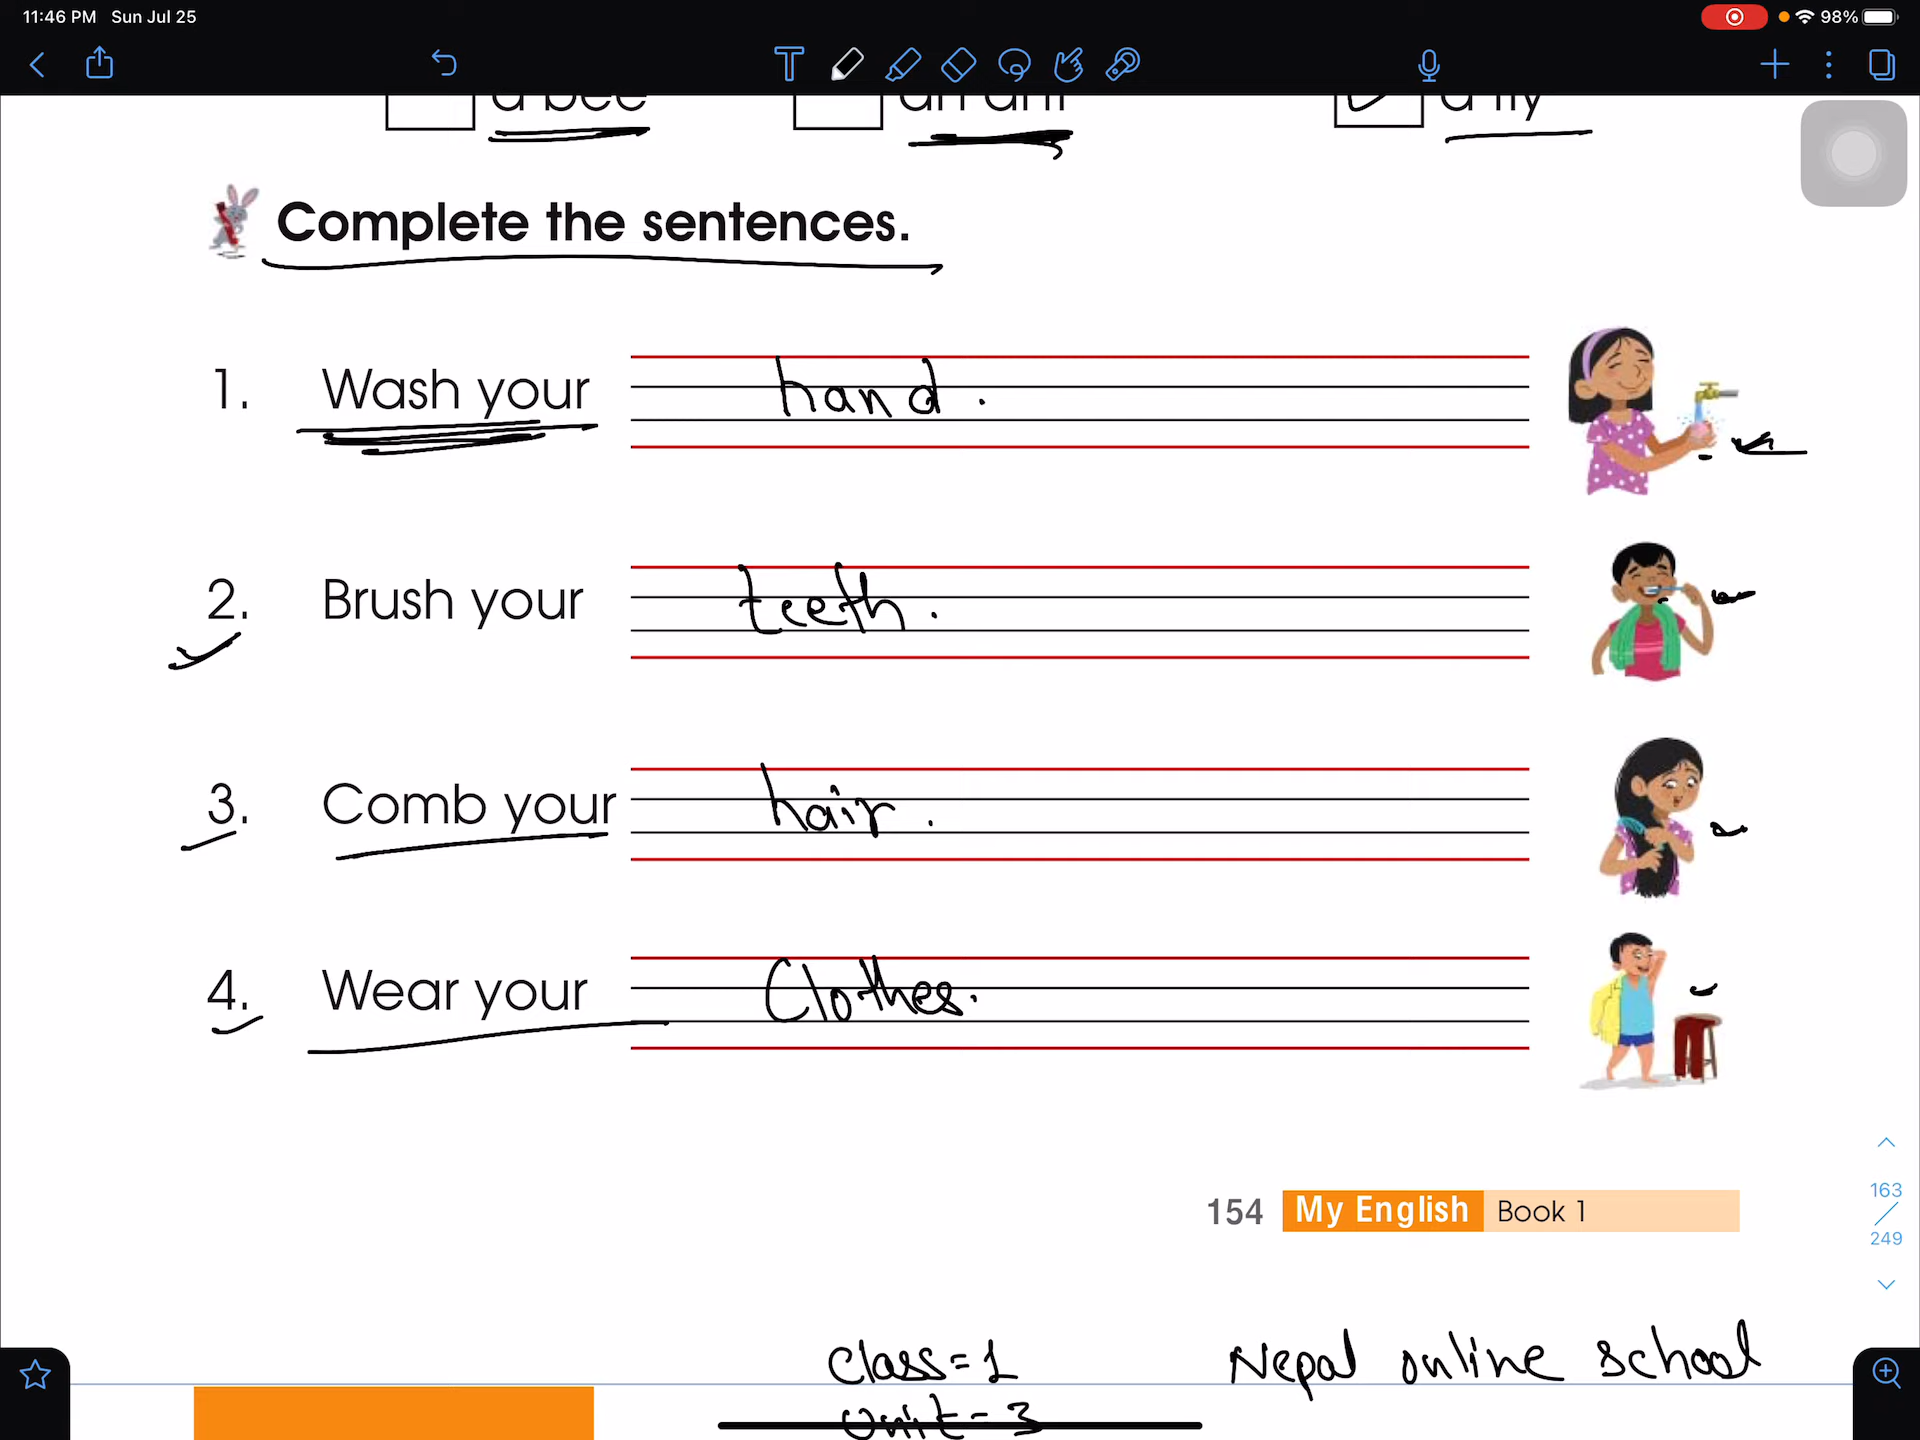 11:46 PM Sun Jul 25 98%
a bee an ant a fly
Complete the sentences.
1. Wash your hand.
2. Brush your teeth.
3. Comb your hair.
4. Wear your Clothes.
163
249
154 My English Book 1
Class=1 Nepal online school
Unit=3